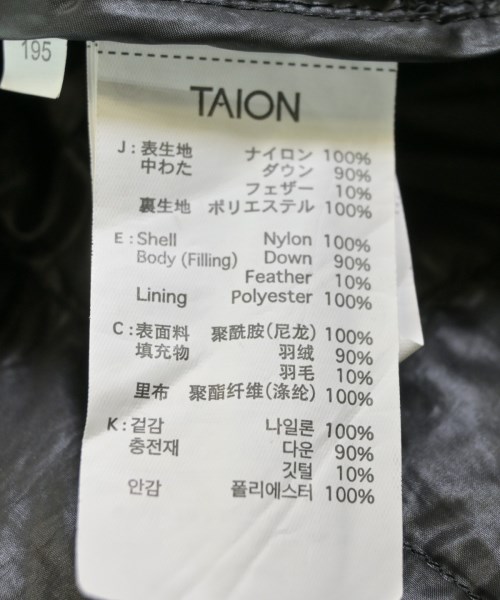 195
TAION
J : 表生地 ナイロン 100%
中わた ダウン 90%
フェザー 10%
裏生地 ポリエステル 100%
E : Shell Nylon 100%
Body (Filling) Down 90%
Feather 10%
Lining Polyester 100%
C : 表面料 聚酰胺(尼龙) 100%
填充物 羽绒 90%
羽毛 10%
里布 聚酯纤维(涤纶) 100%
K : 겉감 나일론 100%
충전재 다운 90%
깃털 10%
안감 폴리에스터 100%